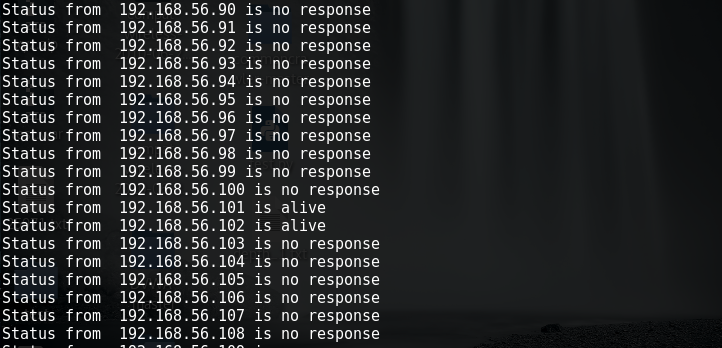 Status from  192.168.56.90 is no response
Status from  192.168.56.91 is no response
Status from  192.168.56.92 is no response
Status from  192.168.56.93 is no response
Status from  192.168.56.94 is no response
Status from  192.168.56.95 is no response
Status from  192.168.56.96 is no response
Status from  192.168.56.97 is no response
Status from  192.168.56.98 is no response
Status from  192.168.56.99 is no response
Status from  192.168.56.100 is no response
Status from  192.168.56.101 is alive
Status from  192.168.56.102 is alive
Status from  192.168.56.103 is no response
Status from  192.168.56.104 is no response
Status from  192.168.56.105 is no response
Status from  192.168.56.106 is no response
Status from  192.168.56.107 is no response
Status from  192.168.56.108 is no response